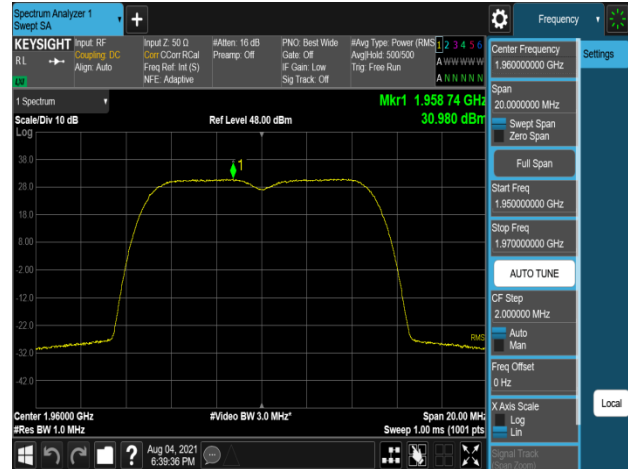 Spectrum Analyzer 1
Swept SA
Frequency
KEYSIGHT
RL
LW
Input: RF
Coupling: DC
Align: Auto
Input Z: 50 Ω
Corr CCorr RCal
Freq Ref: Int (S)
NFE: Adaptive
#Atten: 16 dB
Preamp: Off
PNO: Best Wide
Gate: Off
IF Gain: Low
Sig Track: Off
#Avg Type: Power (RMS
Avg|Hold: 500/500
Trig: Free Run
1 2 3 4 5 6
A W W W W W
A N N N N N
1 Spectrum
Scale/Div 10 dB
Log
Ref Level 48.00 dBm
Mkr1 1.958 74 GHz
30.980 dBm
38.0
28.0
18.0
8.00
-2.00
-12.0
-22.0
-32.0
-42.0
1
RMS
Center 1.96000 GHz
#Res BW 1.0 MHz
#Video BW 3.0 MHz*
Span 20.00 MHz
Sweep 1.00 ms (1001 pts)
Aug 04, 2021
6:39:36 PM
Center Frequency
1.960000000 GHz
Span
20.0000000 MHz
Swept Span
Zero Span
Full Span
Start Freq
1.950000000 GHz
Stop Freq
1.970000000 GHz
AUTO TUNE
CF Step
2.000000 MHz
Auto
Man
Freq Offset
0 Hz
X Axis Scale
Log
Lin
Signal Track
(Span Zoom)
Settings
Local